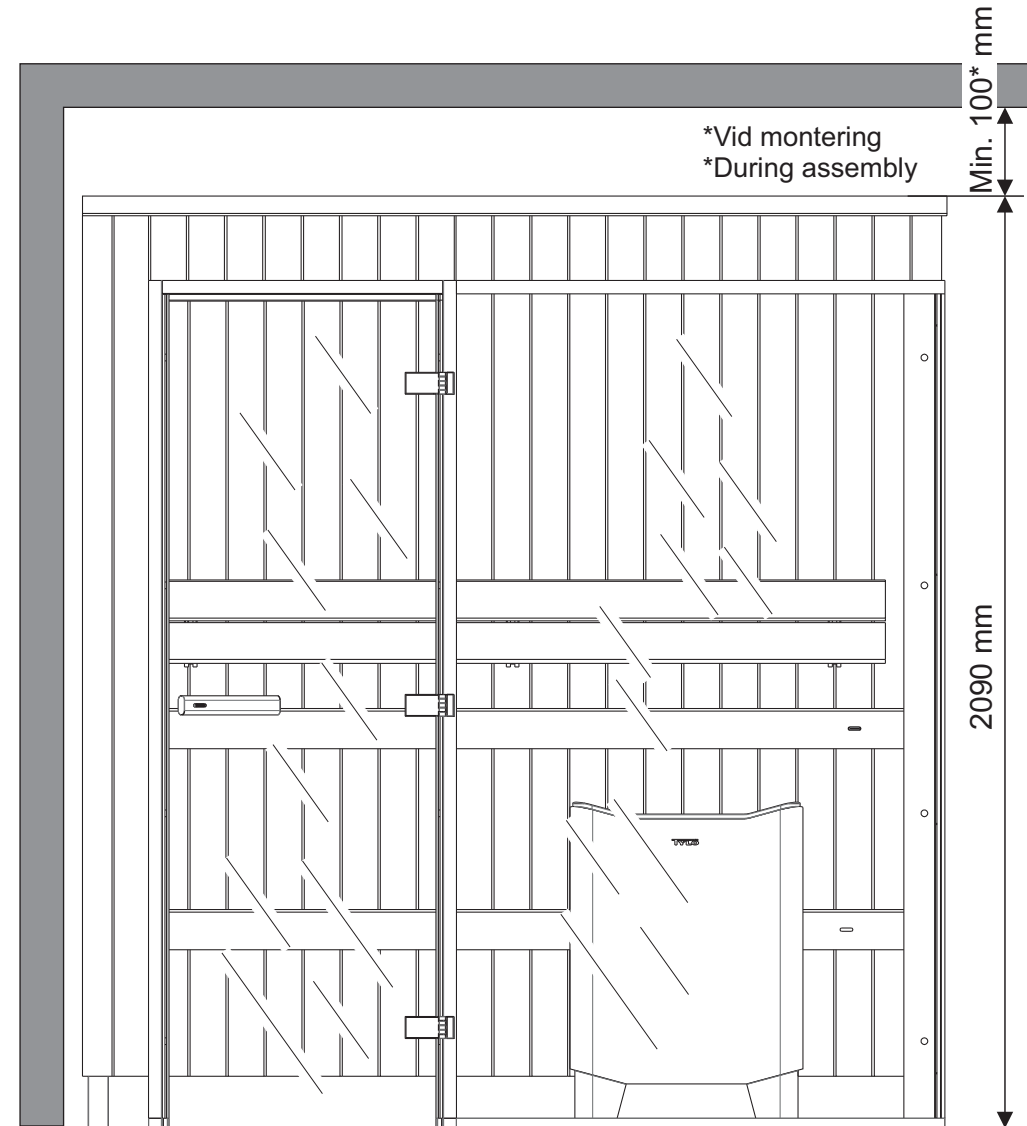 Min. 100* mm
*Vid montering
*During assembly
2090 mm
TYLÖ